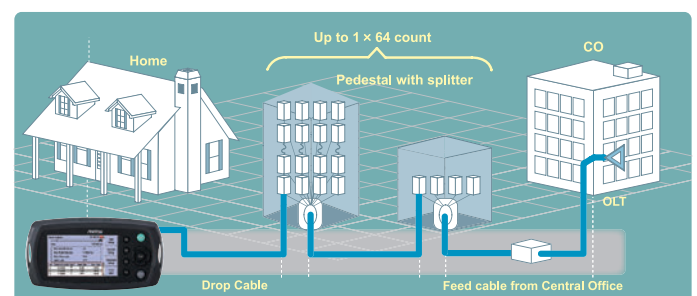 Up to 1 × 64 count
CO
Home
Pedestal with splitter
OLT
Drop Cable
Feed cable from Central Office